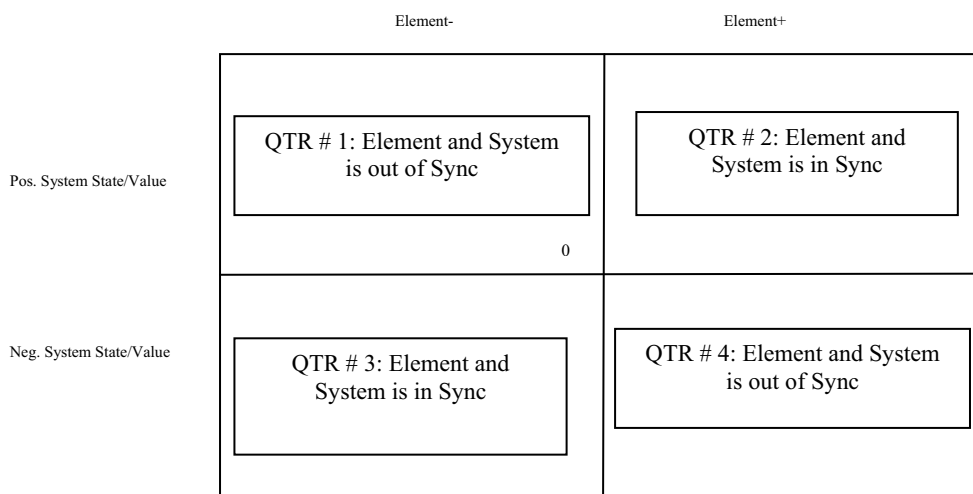 Element-
Element+
Pos. System State/Value
QTR # 1: Element and System
is out of Sync
QTR # 2: Element and
System is in Sync
0
Neg. System State/Value
QTR # 3: Element and
System is in Sync
QTR # 4: Element and System
is out of Sync